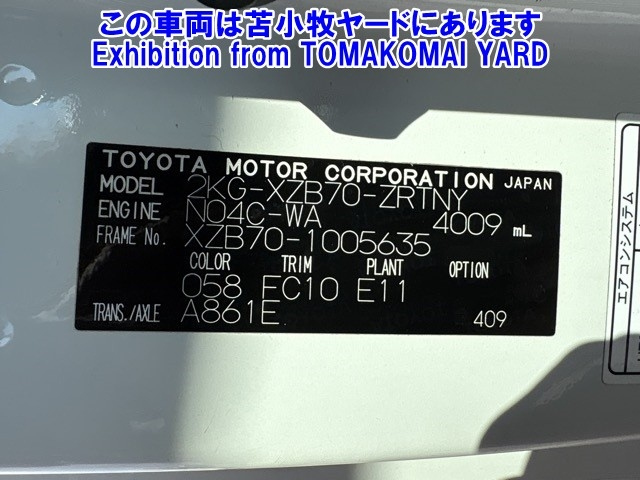 この車両は苫小牧ヤードにあります
Exhibition from TOMAKOMAI YARD
TOYOTA MOTOR CORPORATION JAPAN
MODEL 2KG-XZB70-ZRTNY
ENGINE N04C-WA 4009 mL
FRAME No. XZB70-1005635
COLOR TRIM PLANT OPTION
058 FC10 E11
TRANS./AXLE A861E 409
エアコンシステム